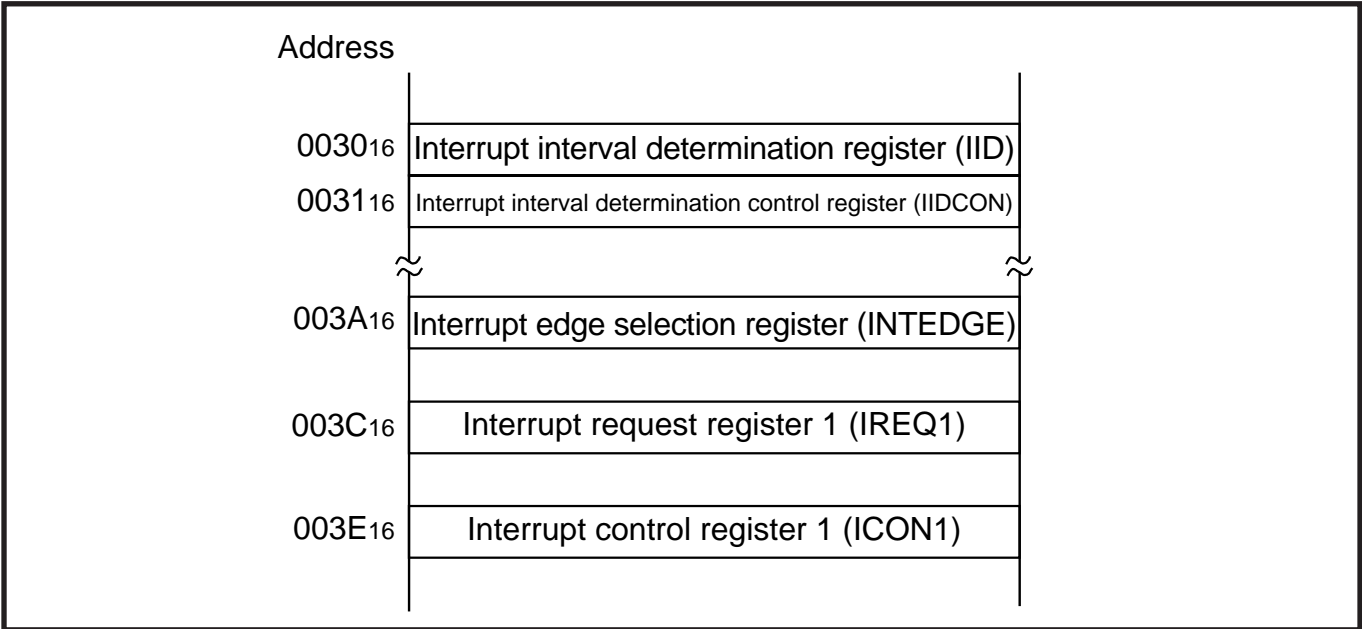 Address
0030₁₆ Interrupt interval determination register (IID)
0031₁₆ Interrupt interval determination control register (IIDCON)
003A₁₆ Interrupt edge selection register (INTEDGE)
003C₁₆ Interrupt request register 1 (IREQ1)
003E₁₆ Interrupt control register 1 (ICON1)